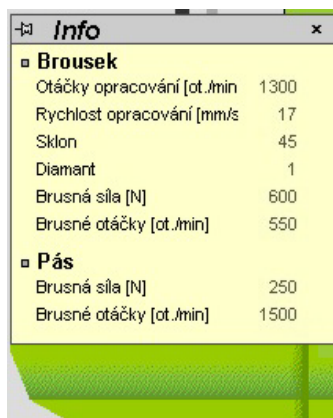 Info
Brousek
Otáčky opracování [ot./min 1300
Rychlost opracování [mm/s 17
Sklon 45
Diamant 1
Brusná síla [N] 600
Brusné otáčky [ot./min] 550
Pás
Brusná síla [N] 250
Brusné otáčky [ot./min] 1500